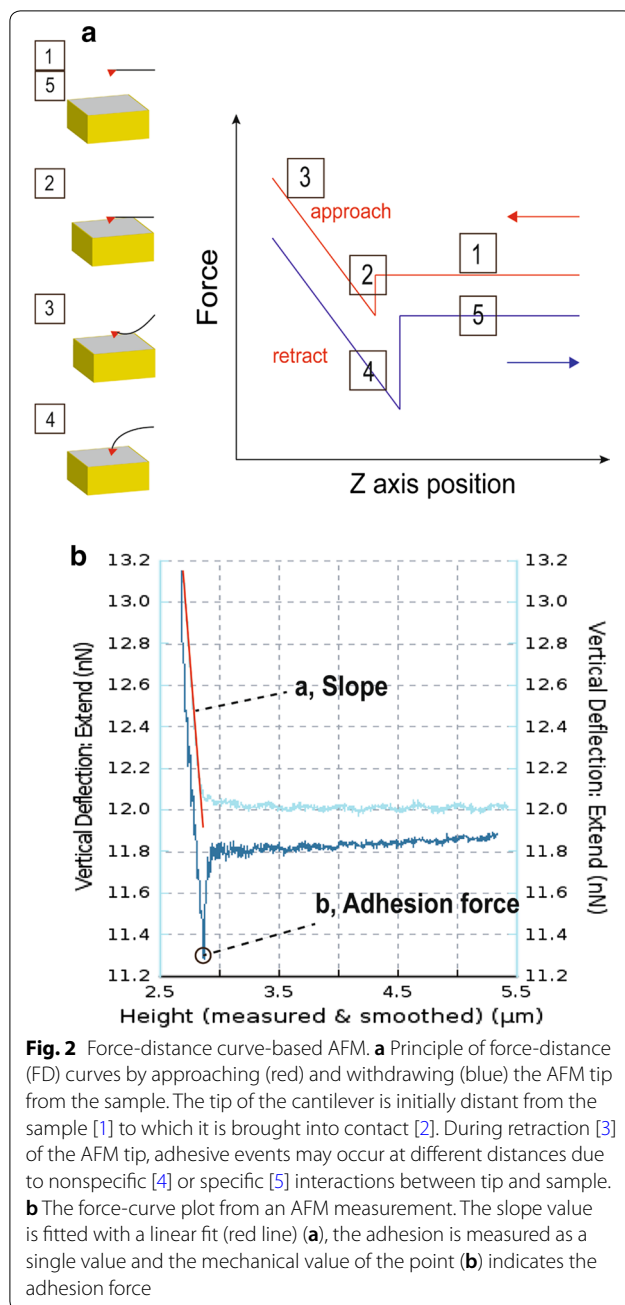 a
1
5
2
3
4
Force
3
approach
2
1
5
4
retract
Z axis position
b
13.2
13.0
12.8
12.6
12.4
12.2
12.0
11.8
11.6
11.4
11.2
Vertical Deflection: Extend (nN)
a, Slope
b, Adhesion force
13.2
13.0
12.8
12.6
12.4
12.2
12.0
11.8
11.6
11.4
11.2
Vertical Deflection: Extend (nN)
2.5 3.0 3.5 4.0 4.5 5.0 5.5
Height (measured & smoothed) (μm)
Fig. 2 Force-distance curve-based AFM. a Principle of force-distance
(FD) curves by approaching (red) and withdrawing (blue) the AFM tip
from the sample. The tip of the cantilever is initially distant from the
sample [1] to which it is brought into contact [2]. During retraction [3]
of the AFM tip, adhesive events may occur at different distances due
to nonspecific [4] or specific [5] interactions between tip and sample.
b The force-curve plot from an AFM measurement. The slope value
is fitted with a linear fit (red line) (a), the adhesion is measured as a
single value and the mechanical value of the point (b) indicates the
adhesion force